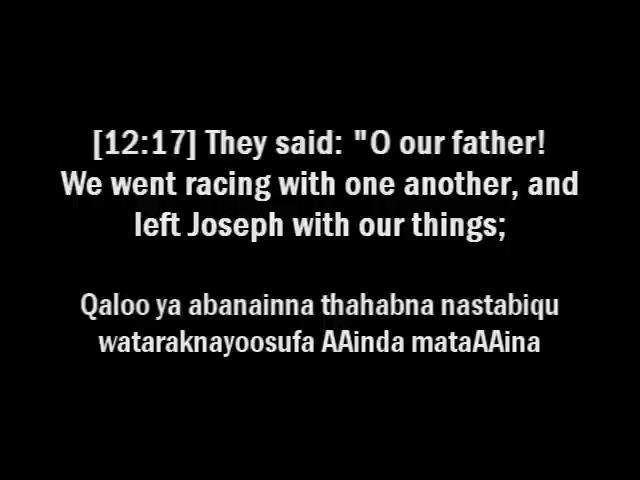 [12:17] They said: "O our father!
We went racing with one another, and
left Joseph with our things;
Qaloo ya abanainna thahabna nastabiqu
wataraknayoosufa AAinda mataAAina